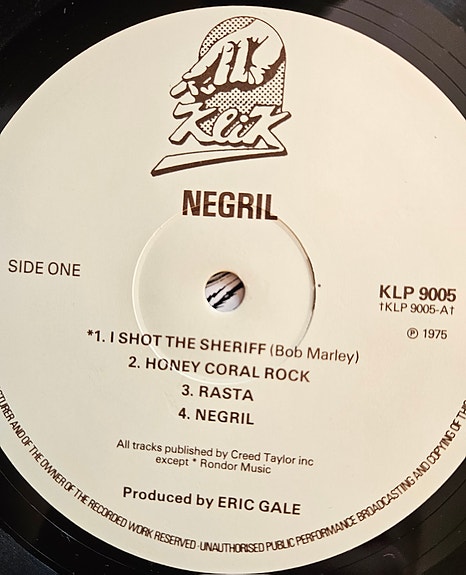 KLiK
NEGRIL
SIDE ONE
KLP 9005
†KLP 9005-A†
℗ 1975
*1. I SHOT THE SHERIFF (Bob Marley)
2. HONEY CORAL ROCK
3. RASTA
4. NEGRIL
All tracks published by Creed Taylor inc
except * Rondor Music
Produced by ERIC GALE
AND OF THE OWNER OF THE RECORDED WORK RESERVED · UNAUTHORISED PUBLIC PERFORMANCE BROADCASTING AND COPYING OF